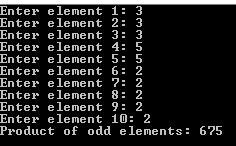 Enter element 1: 3
Enter element 2: 3
Enter element 3: 3
Enter element 4: 5
Enter element 5: 5
Enter element 6: 2
Enter element 7: 2
Enter element 8: 2
Enter element 9: 2
Enter element 10: 2
Product of odd elements: 675